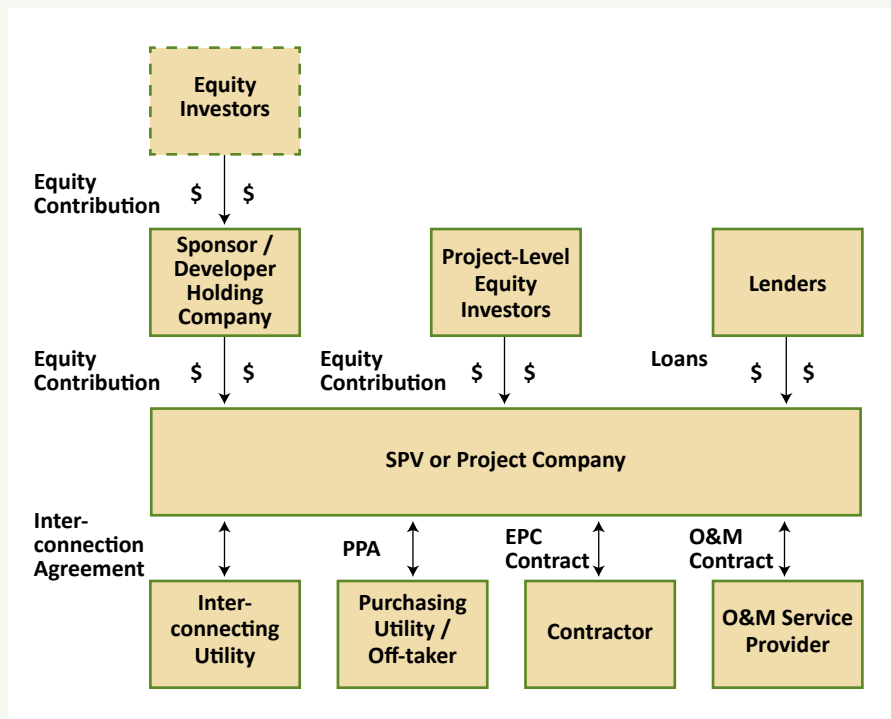 Equity
Investors
Equity
Contribution
$ $
Sponsor /
Developer
Holding
Company
Project-Level
Equity
Investors
Lenders
Equity
Contribution
$ $
Equity
Contribution
$ $
Loans
$ $
SPV or Project Company
Inter-
connection
Agreement
PPA
EPC
Contract
O&M
Contract
Inter-
connecting
Utility
Purchasing
Utility /
Off-taker
Contractor
O&M Service
Provider